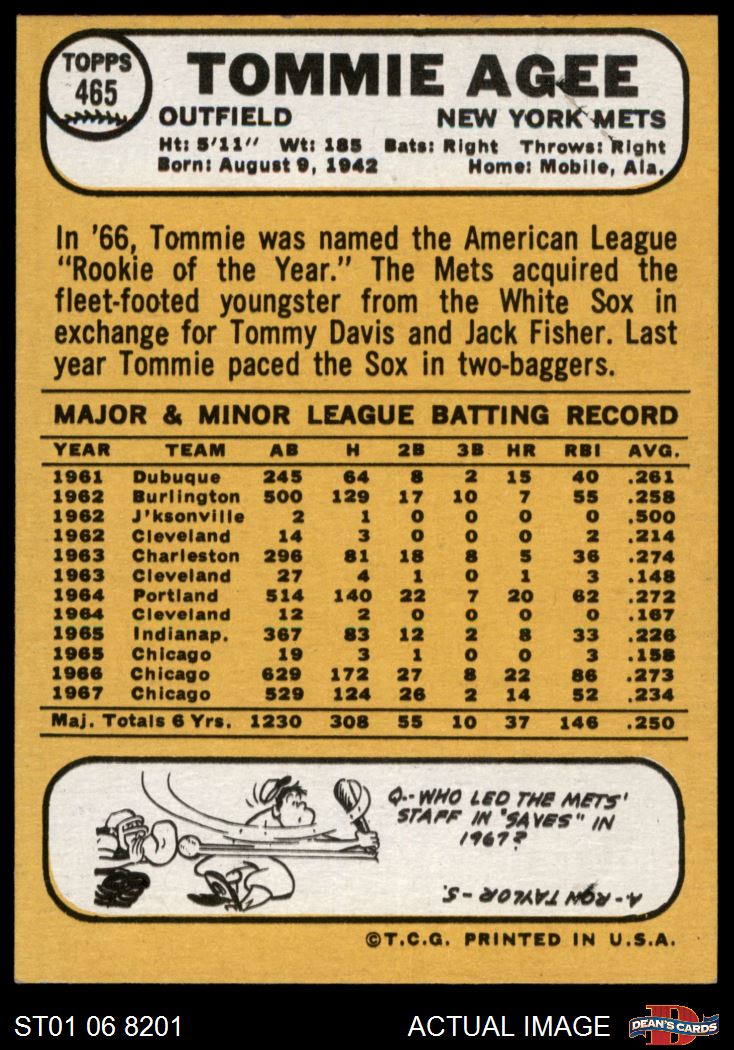 TOPPS
465
TOMMIE AGEE
OUTFIELD NEW YORK METS
Ht: 5'11" Wt: 185 Bats: Right Throws: Right
Born: August 9, 1942 Home: Mobile, Ala.
In '66, Tommie was named the American League
"Rookie of the Year." The Mets acquired the
fleet-footed youngster from the White Sox in
exchange for Tommy Davis and Jack Fisher. Last
year Tommie paced the Sox in two-baggers.
MAJOR & MINOR LEAGUE BATTING RECORD
YEAR TEAM AB H 2B 3B HR RBI AVG.
1961 Dubuque 245 64 8 2 15 40 .261
1962 Burlington 500 129 17 10 7 55 .258
1962 J'ksonville 2 1 0 0 0 0 .500
1962 Cleveland 14 3 0 0 0 2 .214
1963 Charleston 296 81 18 8 5 36 .274
1963 Cleveland 27 4 1 0 1 3 .148
1964 Portland 514 140 22 7 20 62 .272
1964 Cleveland 12 2 0 0 0 0 .167
1965 Indianap. 367 83 12 2 8 33 .226
1965 Chicago 19 3 1 0 0 3 .158
1966 Chicago 629 172 27 8 22 86 .273
1967 Chicago 529 124 26 2 14 52 .234
Maj. Totals 6 Yrs. 1230 308 55 10 37 146 .250
Q-- WHO LED THE METS'
STAFF IN "SAVES" IN
1967?
A- RON TAYLOR -S.
©T.C.G. PRINTED IN U.S.A.
ST01 06 8201 ACTUAL IMAGE DEAN'S CARDS